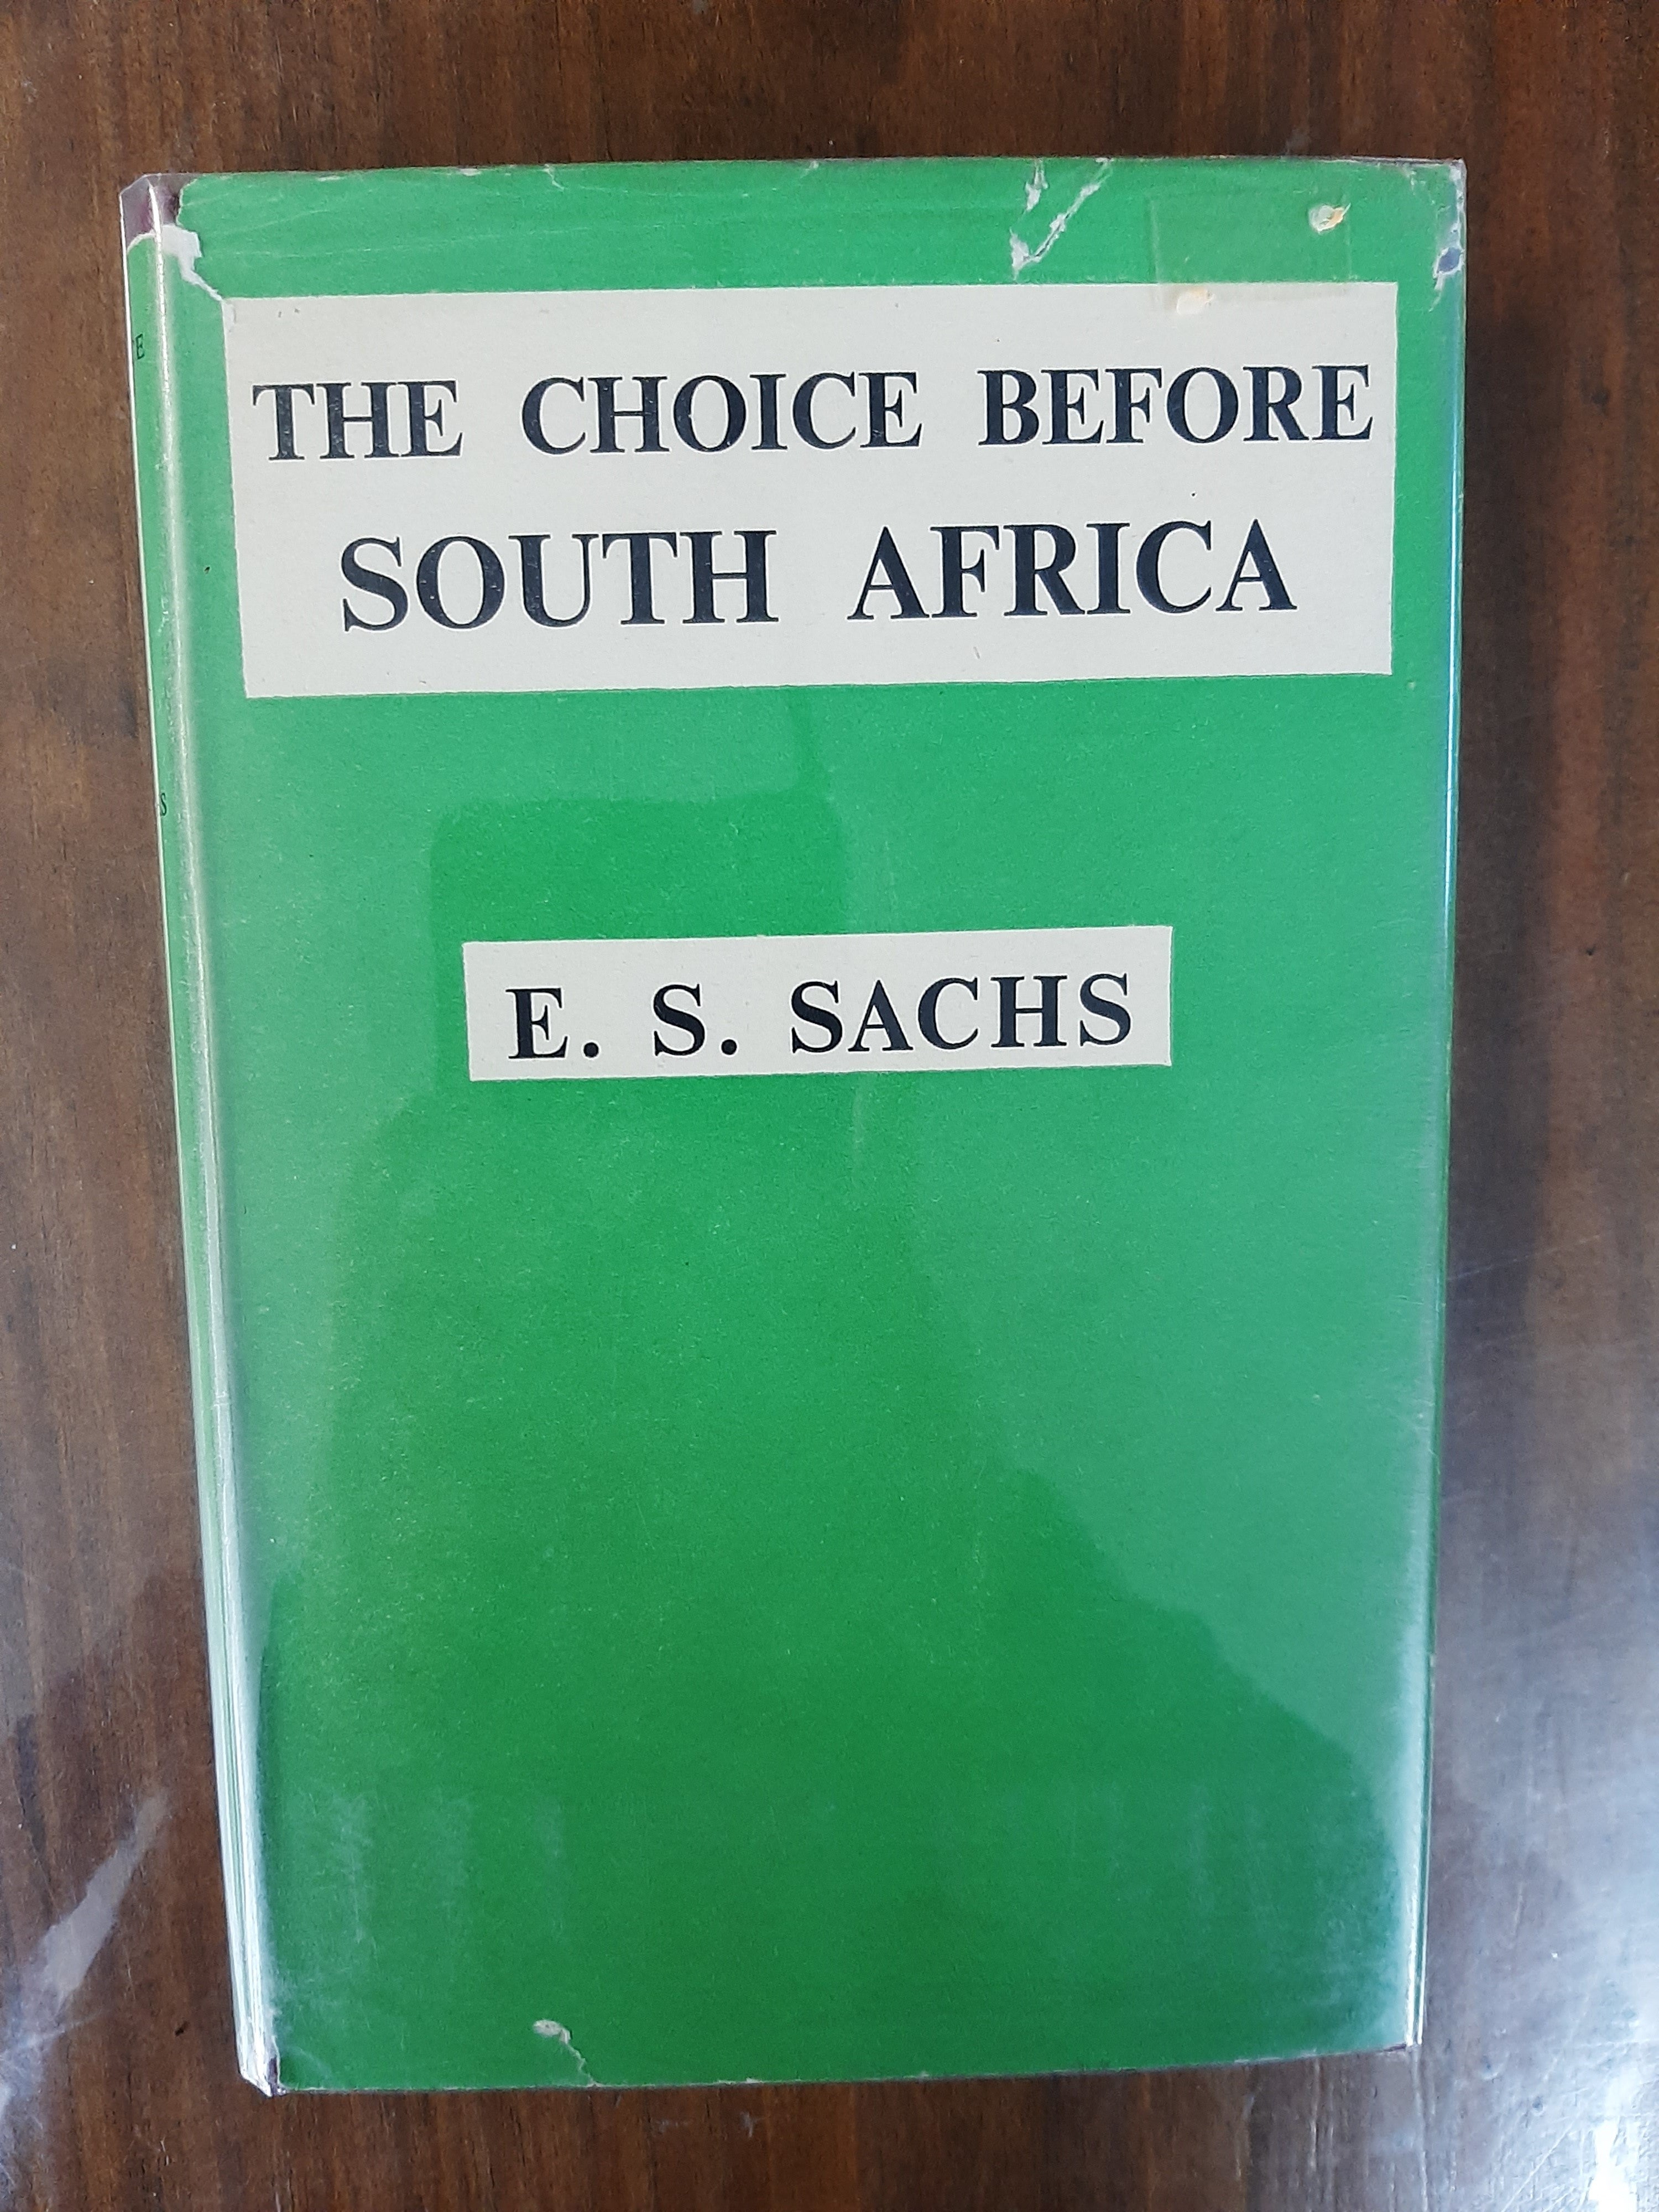 THE CHOICE BEFORE
SOUTH AFRICA
E. S. SACHS